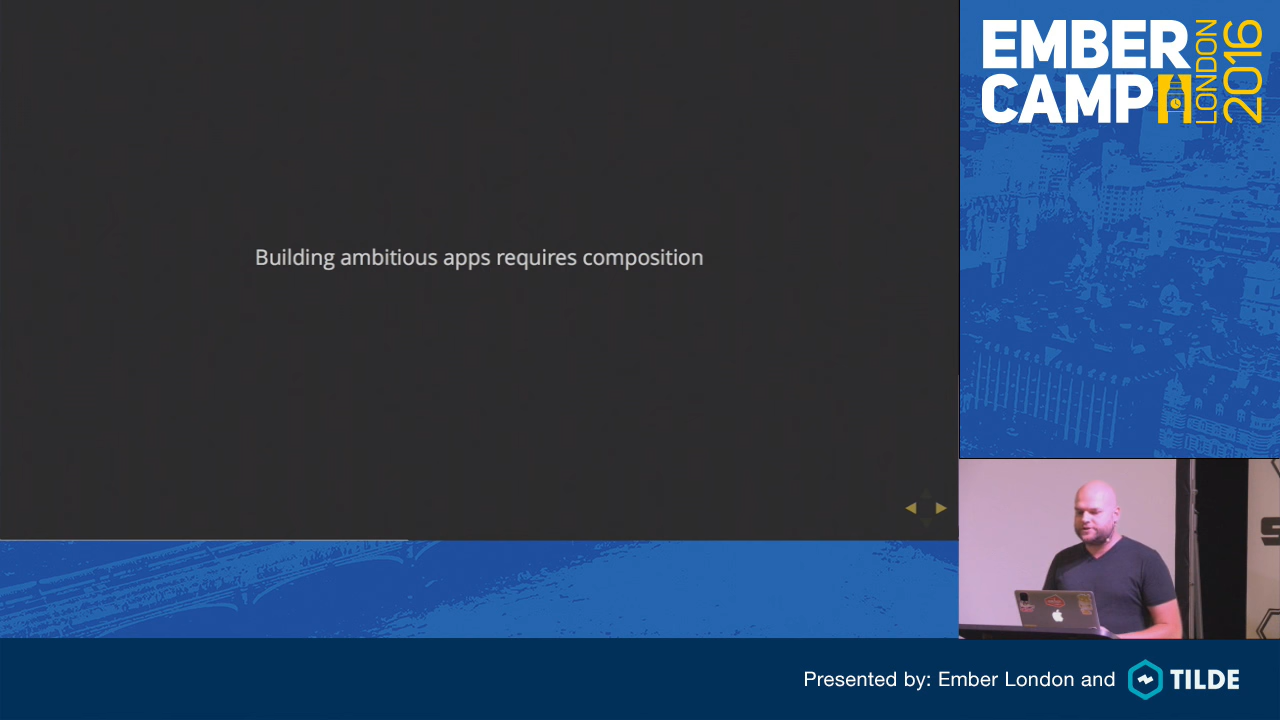 Building ambitious apps requires composition
EMBER
CAMP
LONDON
2016
Presented by: Ember London and TILDE